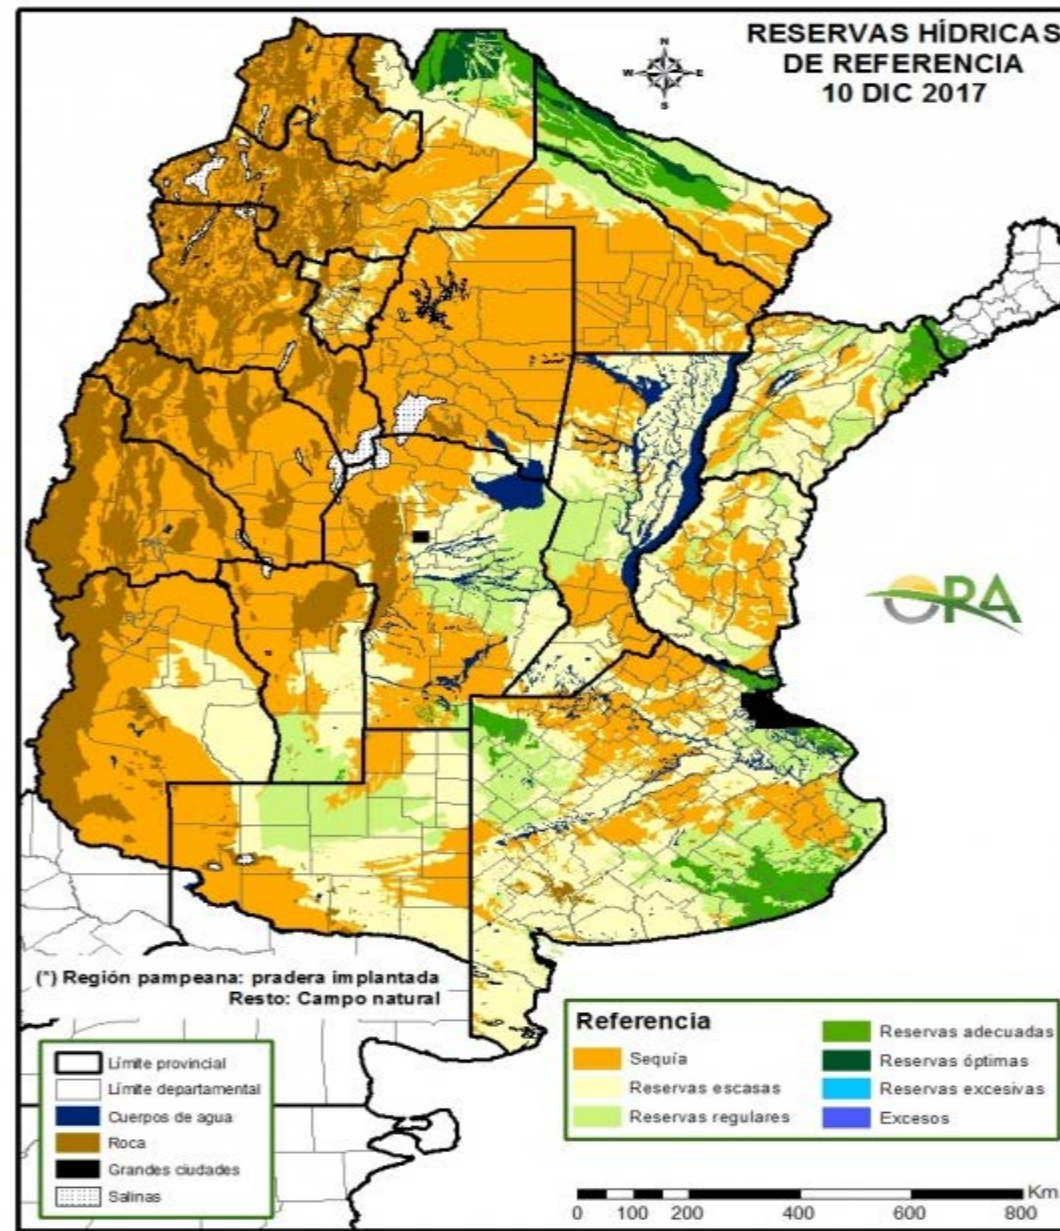 RESERVAS HÍDRICAS
DE REFERENCIA
10 DIC 2017
N
W
E
S
ORA
(*) Región pampeana: pradera implantada
Resto: Campo natural
Límite provincial
Límite departamental
Cuerpos de agua
Roca
Grandes ciudades
Salinas
Referencia
Sequía
Reservas escasas
Reservas regulares
Reservas adecuadas
Reservas óptimas
Reservas excesivas
Excesos
Km
0 100 200 400 600 800